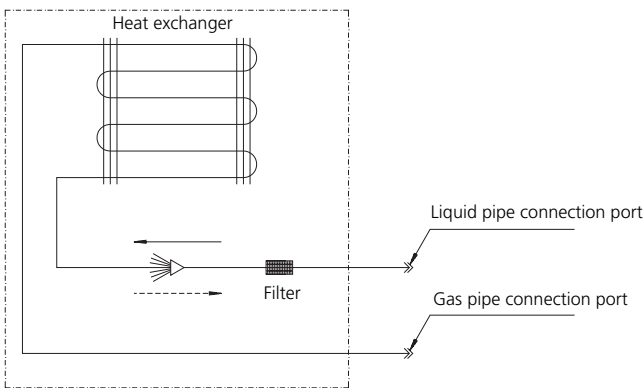 Heat exchanger
Liquid pipe connection port
Filter
Gas pipe connection port